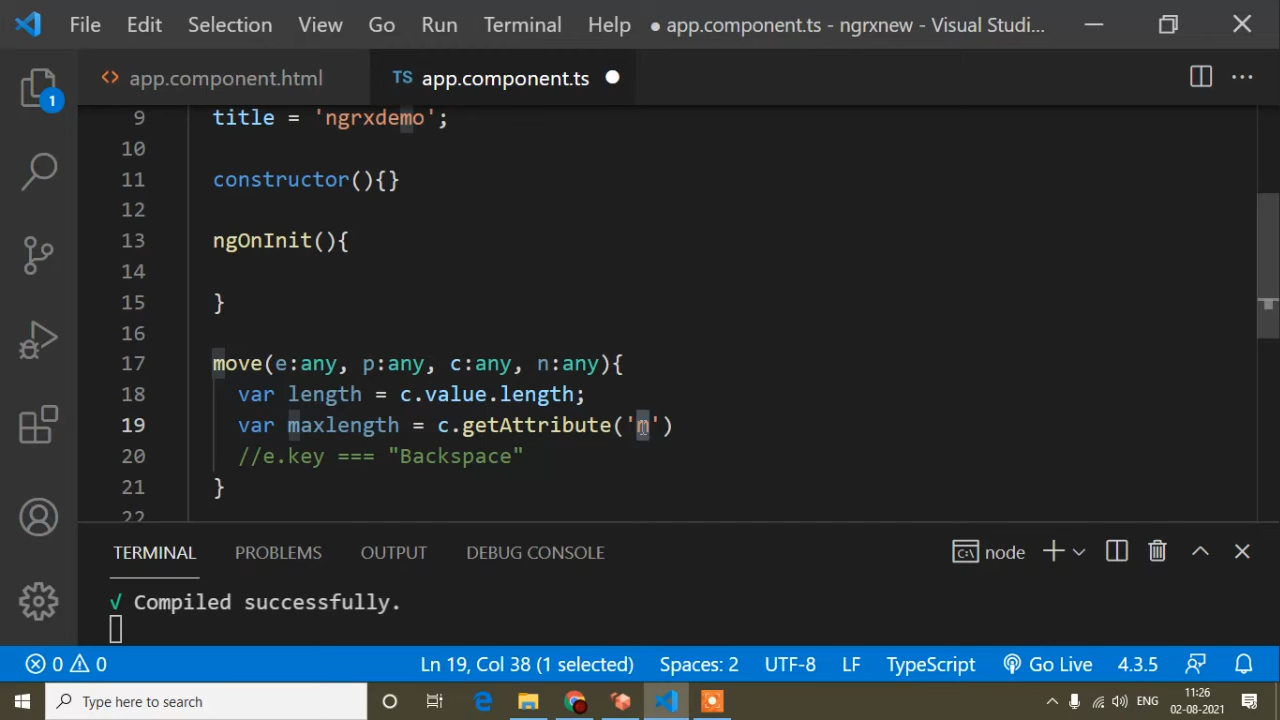 File Edit Selection View Go Run Terminal Help ● app.component.ts - ngrxnew - Visual Studi...
<> app.component.html TS app.component.ts ●
1
9 title = 'ngrxdemo';
10
11 constructor(){}
12
13 ngOnInit(){
14
15 }
16
17 move(e:any, p:any, c:any, n:any){
18 var length = c.value.length;
19 var maxlength = c.getAttribute('m')
20 //e.key === "Backspace"
21 }
22
TERMINAL PROBLEMS OUTPUT DEBUG CONSOLE node
√ Compiled successfully.
0 0 Ln 19, Col 38 (1 selected) Spaces: 2 UTF-8 LF TypeScript Go Live 4.3.5
Type here to search ENG 11:26
02-08-2021